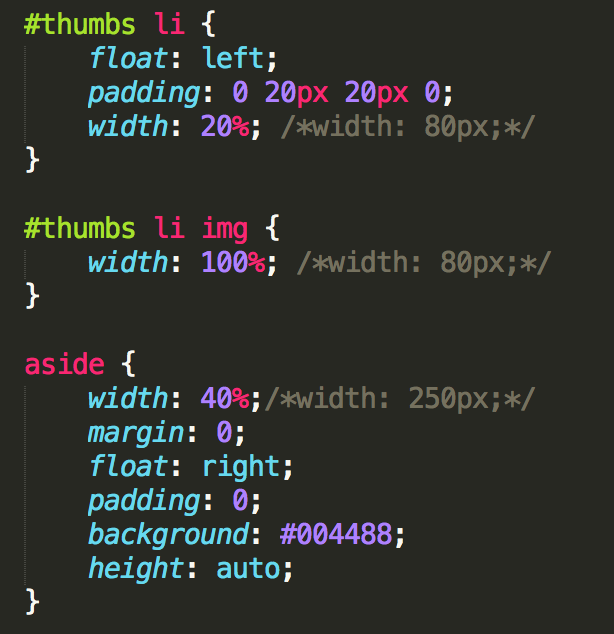 #thumbs li {
    float: left;
    padding: 0 20px 20px 0;
    width: 20%; /*width: 80px;*/
}

#thumbs li img {
    width: 100%; /*width: 80px;*/
}

aside {
    width: 40%;/*width: 250px;*/
    margin: 0;
    float: right;
    padding: 0;
    background: #004488;
    height: auto;
}